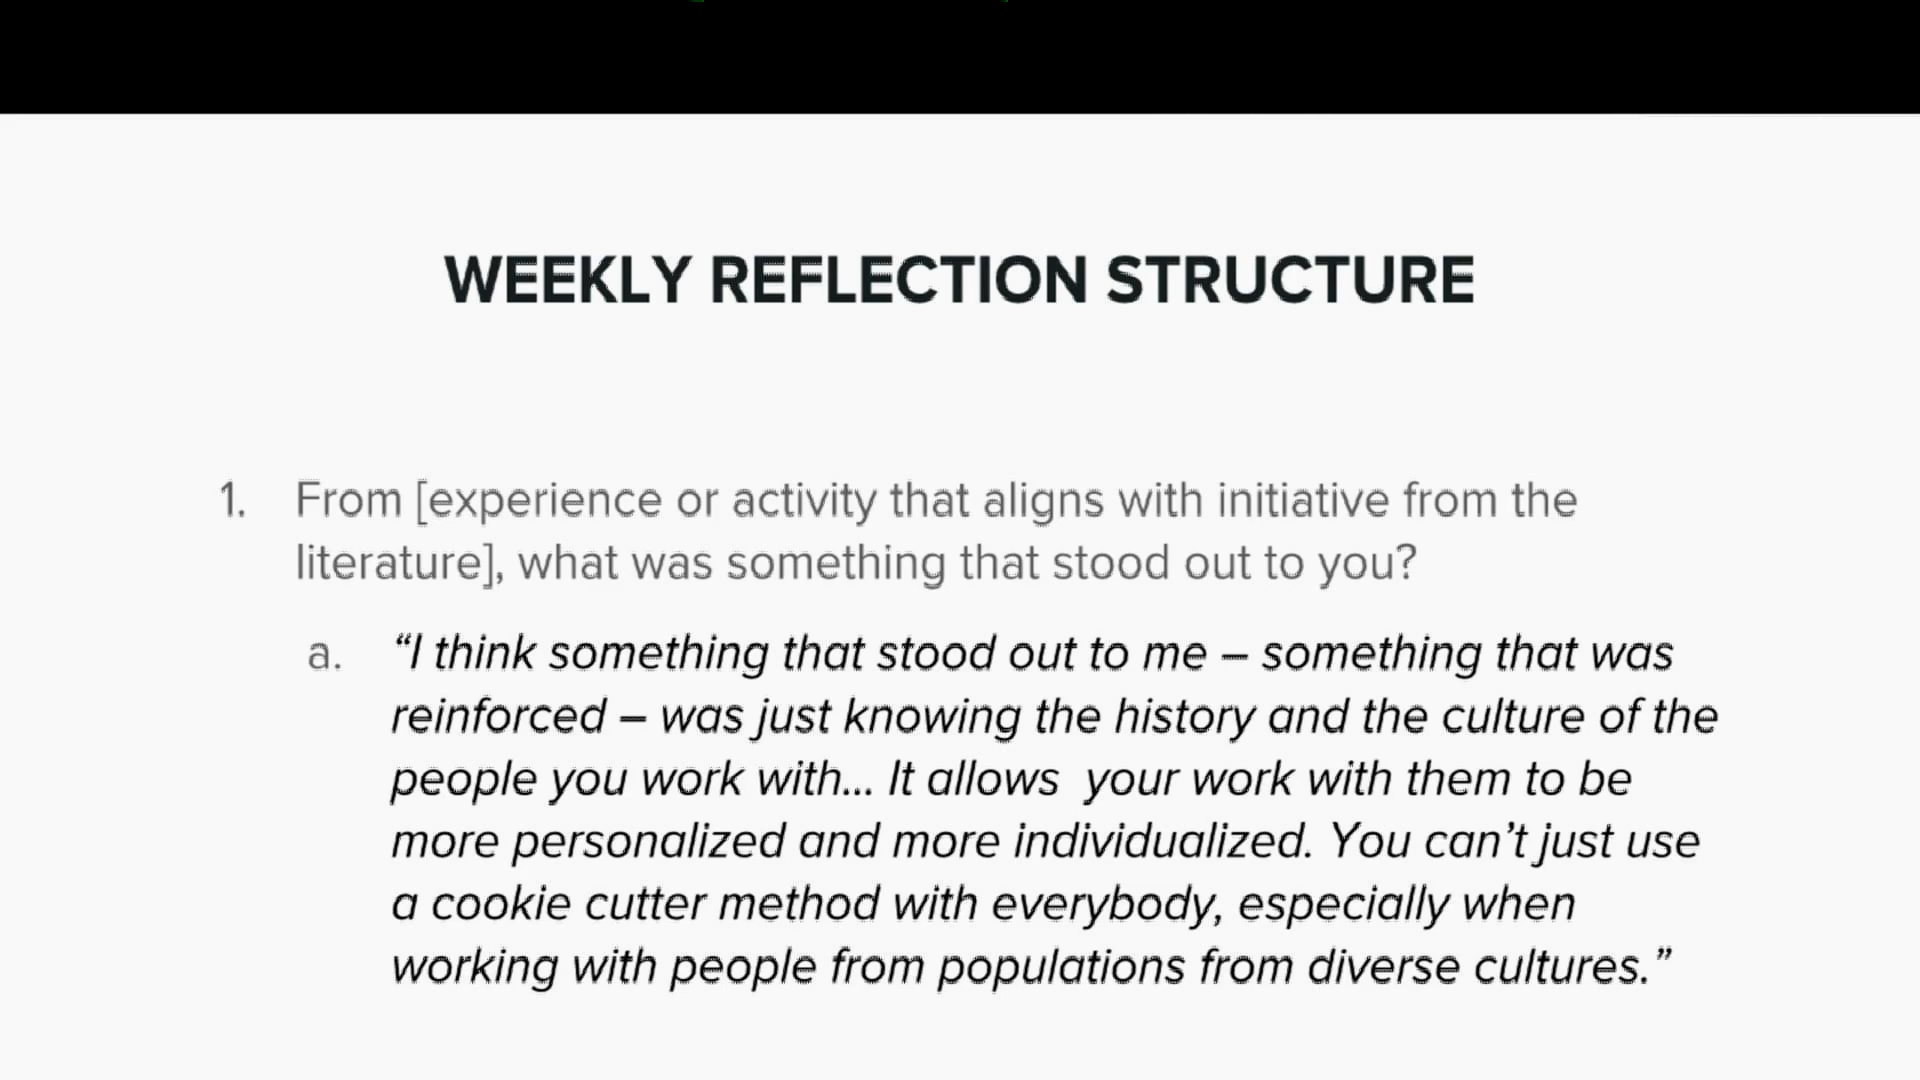 WEEKLY REFLECTION STRUCTURE
1. From [experience or activity that aligns with initiative from the
literature], what was something that stood out to you?
a. “I think something that stood out to me – something that was
reinforced – was just knowing the history and the culture of the
people you work with... It allows  your work with them to be
more personalized and more individualized. You can’t just use
a cookie cutter method with everybody, especially when
working with people from populations from diverse cultures.”